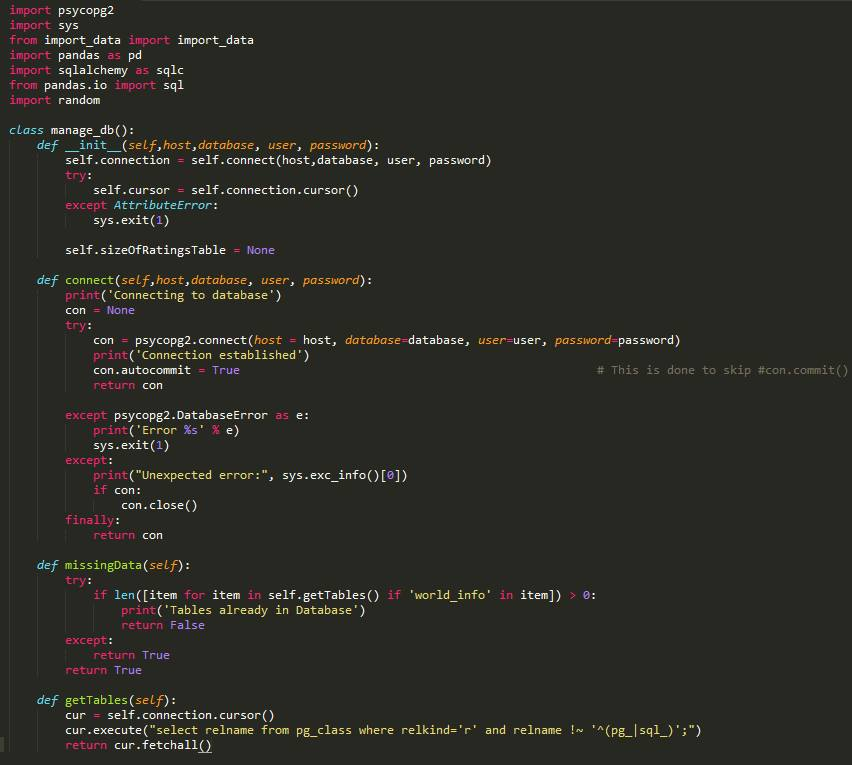 import psycopg2
import sys
from import_data import import_data
import pandas as pd
import sqlalchemy as sqlc
from pandas.io import sql
import random
class manage_db():
def __init__(self,host,database, user, password):
self.connection = self.connect(host,database, user, password)
try:
self.cursor = self.connection.cursor()
except AttributeError:
sys.exit(1)
self.sizeOfRatingsTable = None
def connect(self,host,database, user, password):
print('Connecting to database')
con = None
try:
con = psycopg2.connect(host = host, database=database, user=user, password=password)
print('Connection established')
con.autocommit = True # This is done to skip #con.commit()
return con
except psycopg2.DatabaseError as e:
print('Error %s' % e)
sys.exit(1)
except:
print("Unexpected error:", sys.exc_info()[0])
if con:
con.close()
finally:
return con
def missingData(self):
try:
if len([item for item in self.getTables() if 'world_info' in item]) > 0:
print('Tables already in Database')
return False
except:
return True
return True
def getTables(self):
cur = self.connection.cursor()
cur.execute("select relname from pg_class where relkind='r' and relname !~ '^(pg_|sql_)';")
return cur.fetchall()